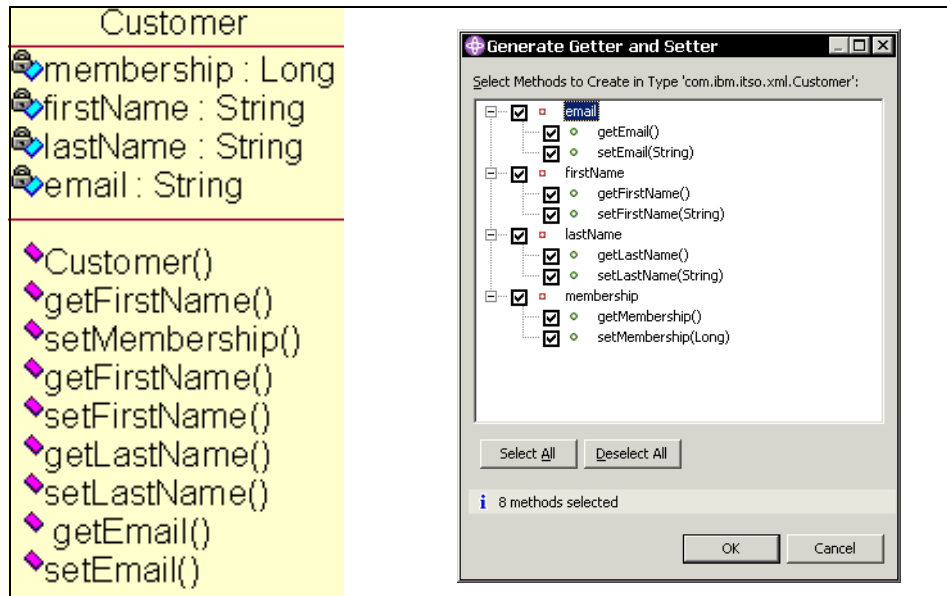 Customer
membership : Long
firstName : String
lastName : String
email : String
Customer()
getFirstName()
setMembership()
getFirstName()
setFirstName()
getLastName()
setLastName()
getEmail()
setEmail()
Generate Getter and Setter
Select Methods to Create in Type 'com.ibm.itso.xml.Customer':
email
getEmail()
setEmail(String)
firstName
getFirstName()
setFirstName(String)
lastName
getLastName()
setLastName(String)
membership
getMembership()
setMembership(Long)
Select All Deselect All
8 methods selected
OK Cancel